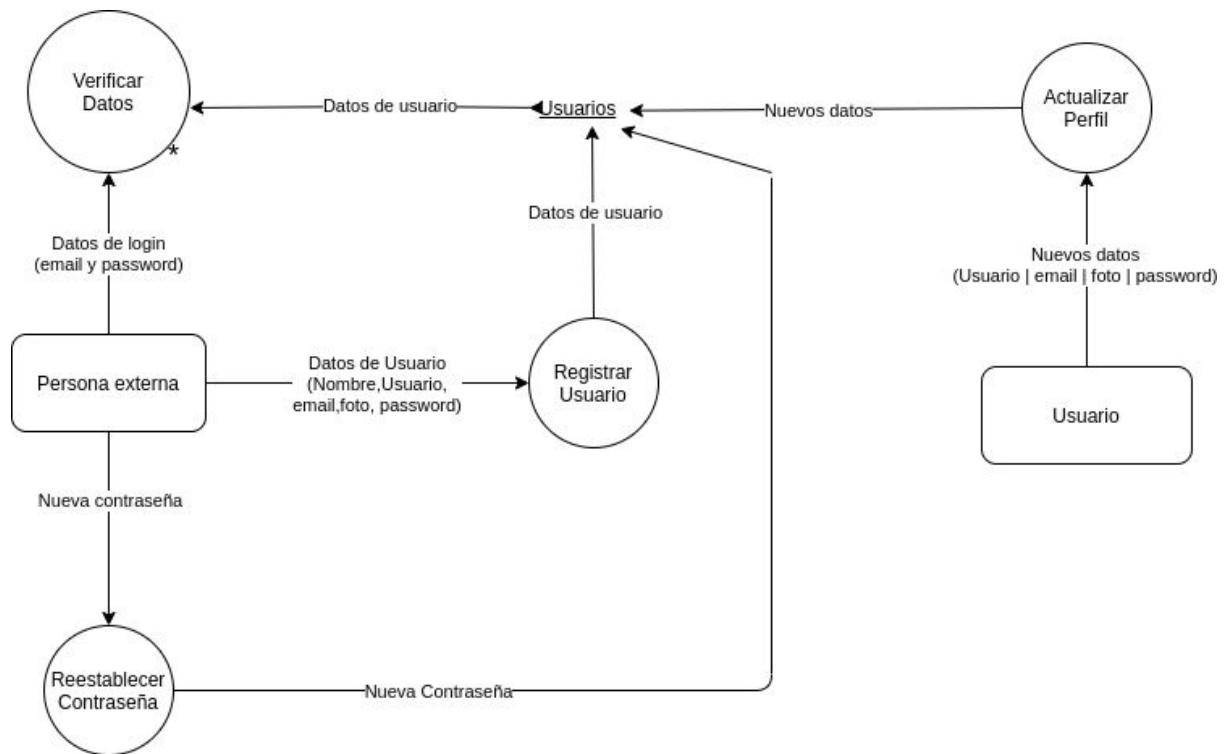 Verificar
Datos
*
Datos de usuario
Usuarios
Nuevos datos
Actualizar
Perfil
Datos de login
(email y password)
Datos de usuario
Nuevos datos
(Usuario | email | foto | password)
Persona externa
Datos de Usuario
(Nombre,Usuario,
email,foto, password)
Registrar
Usuario
Usuario
Nueva contraseña
Reestablecer
Contraseña
Nueva Contraseña